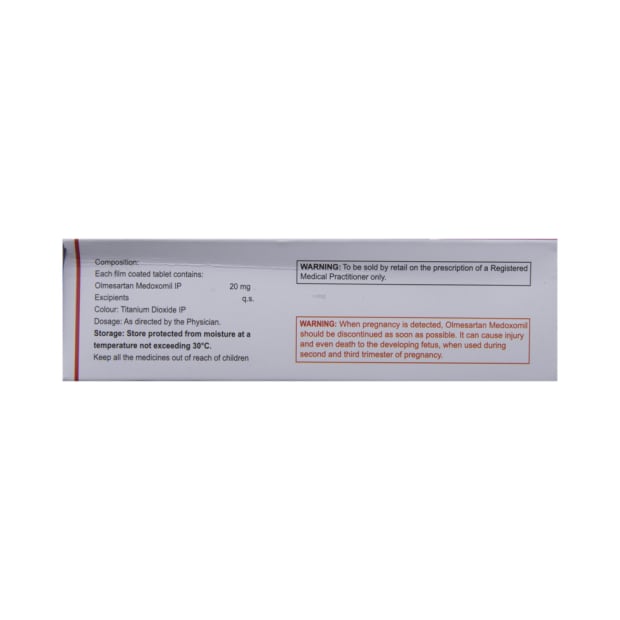 Composition:
Each film coated tablet contains:
Olmesartan Medoxomil IP 20 mg
Excipients q.s.
Colour: Titanium Dioxide IP
Dosage: As directed by the Physician.
Storage: Store protected from moisture at a
temperature not exceeding 30°C.
Keep all the medicines out of reach of children
WARNING: To be sold by retail on the prescription of a Registered
Medical Practitioner only.
WARNING: When pregnancy is detected, Olmesartan Medoxomil
should be discontinued as soon as possible. It can cause injury
and even death to the developing fetus, when used during
second and third trimester of pregnancy.